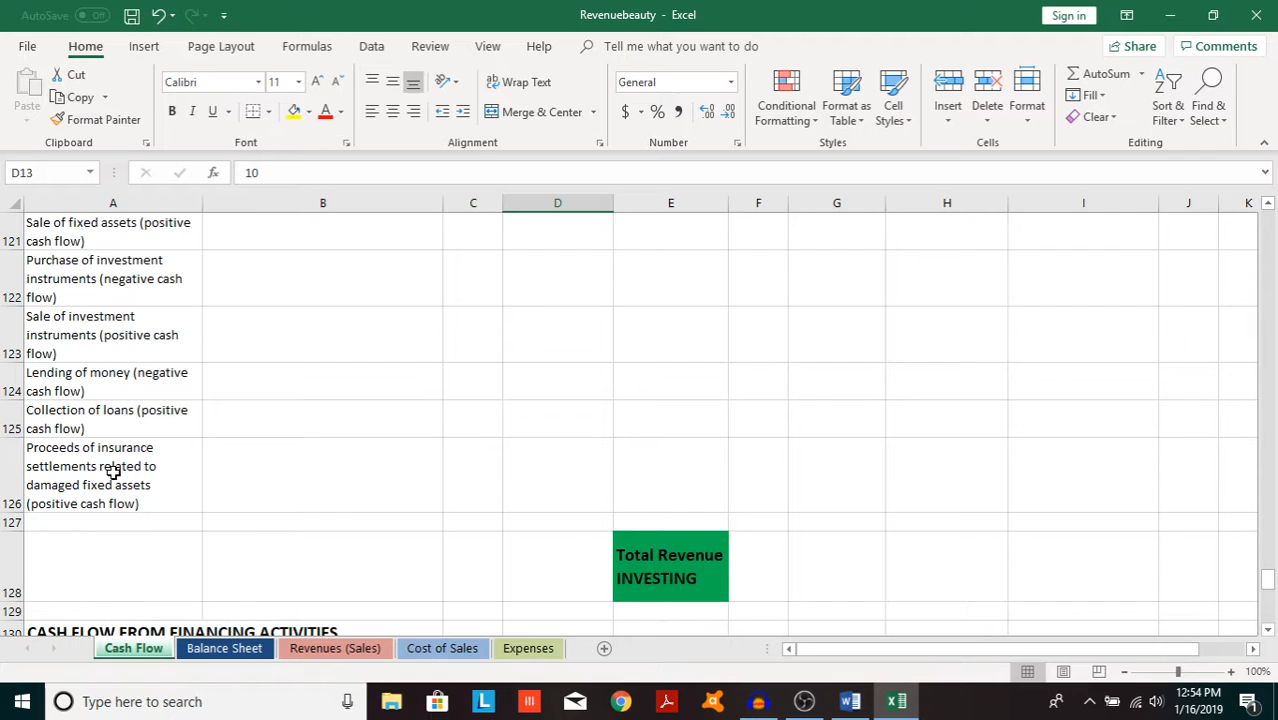 AutoSave Off
Revenuebeauty - Excel
Sign in
File Home Insert Page Layout Formulas Data Review View Help Tell me what you want to do Share Comments
Paste
Cut
Copy
Format Painter
Clipboard
Calibri 11 A A
B I U A
Font
ab Wrap Text
Merge & Center
Alignment
General
$ % ,
Number
Conditional Formatting
Format as Table
Cell Styles
Styles
Insert Delete Format
Cells
AutoSum
Fill
Clear
Sort & Filter
Find & Select
Editing
D13 fx 10
A B C D E F G H I J K
Sale of fixed assets (positive
121 cash flow)
Purchase of investment
instruments (negative cash
122 flow)
Sale of investment
instruments (positive cash
123 flow)
Lending of money (negative
124 cash flow)
Collection of loans (positive
125 cash flow)
Proceeds of insurance
settlements related to
damaged fixed assets
126 (positive cash flow)
127
Total Revenue
INVESTING
128
129
130 CASH FLOW FROM FINANCING ACTIVITIES
Cash Flow Balance Sheet Revenues (Sales) Cost of Sales Expenses
100%
Type here to search
12:54 PM
1/16/2019
1